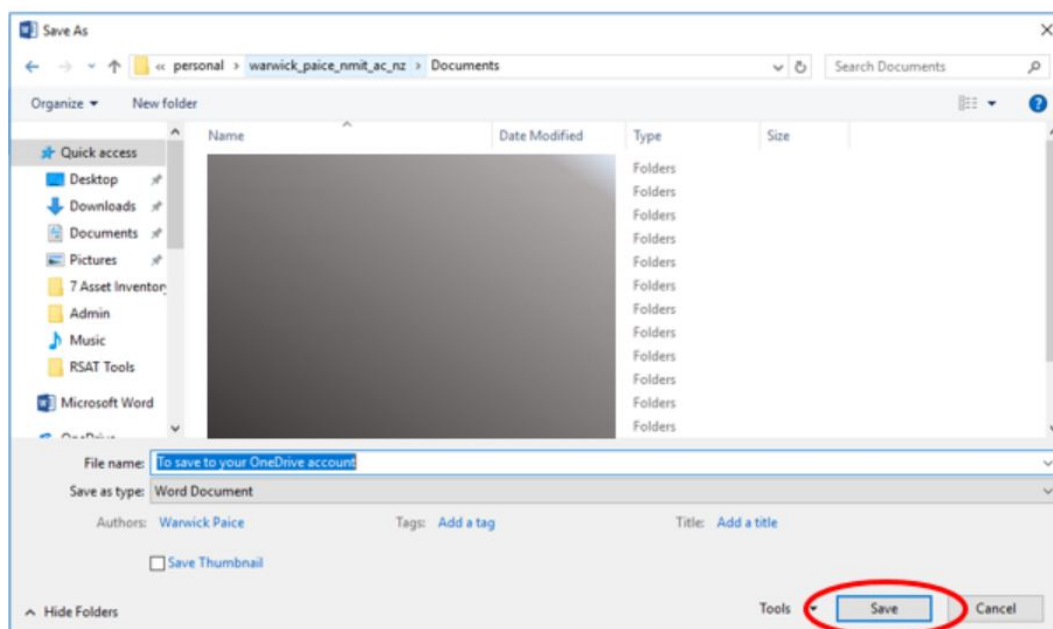 Save As
« personal › warwick_paice_nmit_ac_nz › Documents
Search Documents
Organize
New folder
Name
Date Modified
Type
Size
Quick access
Desktop
Downloads
Documents
Pictures
7 Asset Inventor
Admin
Music
RSAT Tools
Microsoft Word
OneDrive
Folders
Folders
Folders
Folders
Folders
Folders
Folders
Folders
Folders
Folders
Folders
Folders
File name: To save to your OneDrive account
Save as type: Word Document
Authors: Warwick Paice Tags: Add a tag Title: Add a title
Save Thumbnail
Hide Folders
Tools
Save
Cancel